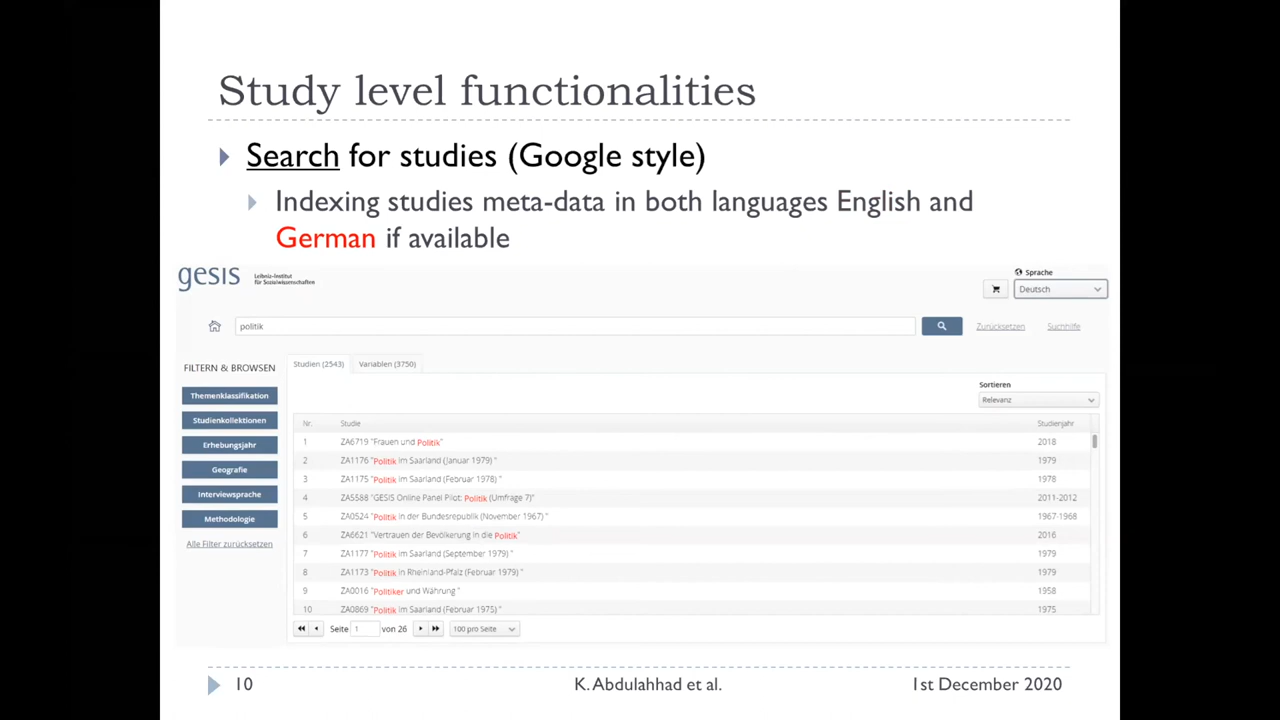 Study level functionalities
Search for studies (Google style)
Indexing studies meta-data in both languages English and
German if available
gesis
Leibniz-Institut
für Sozialwissenschaften
Sprache
Deutsch
politik
Zurücksetzen
Suchhilfe
FILTERN & BROWSEN
Themenklassifikation
Studienkollektionen
Erhebungsjahr
Geografie
Interviewsprache
Methodologie
Alle Filter zurücksetzen
Studien (2543) Variablen (3750)
Sortieren
Relevanz
Nr. Studie Studienjahr
1 ZA6719 "Frauen und Politik" 2018
2 ZA1176 "Politik im Saarland (Januar 1979) " 1979
3 ZA1175 "Politik im Saarland (Februar 1978) " 1978
4 ZA5588 "GESIS Online Panel Pilot: Politik (Umfrage 7)" 2011-2012
5 ZA0524 "Politik in der Bundesrepublik (November 1967) " 1967-1968
6 ZA6621 "Vertrauen der Bevölkerung in die Politik" 2016
7 ZA1177 "Politik im Saarland (September 1979) " 1979
8 ZA1173 "Politik in Rheinland-Pfalz (Februar 1979) " 1979
9 ZA0016 "Politiker und Währung " 1958
10 ZA0869 "Politik im Saarland (Februar 1975) " 1975
Seite 1 von 26 100 pro Seite
10 K. Abdulahhad et al. 1st December 2020